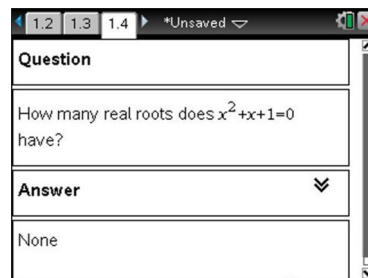 1.2 1.3 1.4 *Unsaved
Question
How many real roots does x²+x+1=0
have?
Answer
None